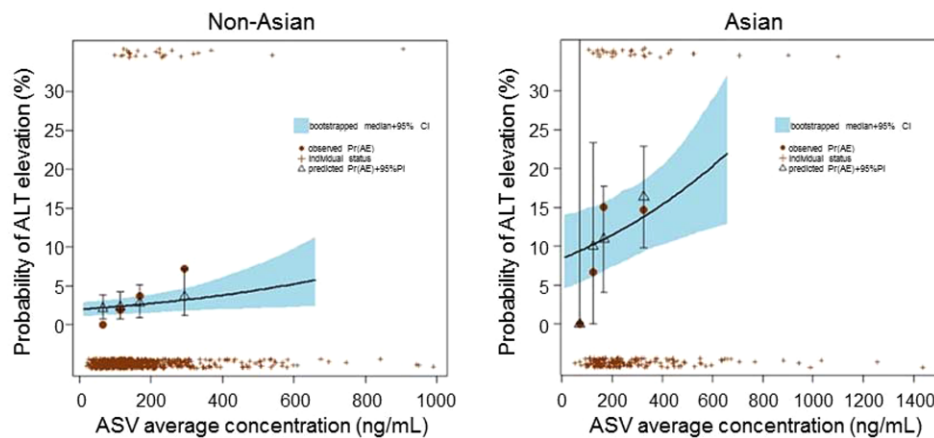 Non-Asian
Probability of ALT elevation (%)
30
25
20
15
10
5
0
bootstrapped median+95% CI
observed Pr(AE)
individual status
predicted Pr(AE)+95%PI
0 200 400 600 800 1000
ASV average concentration (ng/mL)
Asian
Probability of ALT elevation (%)
30
25
20
15
10
5
0
bootstrapped median+95% CI
observed Pr(AE)
individual status
predicted Pr(AE)+95%PI
0 200 400 600 800 1000 1200 1400
ASV average concentration (ng/mL)